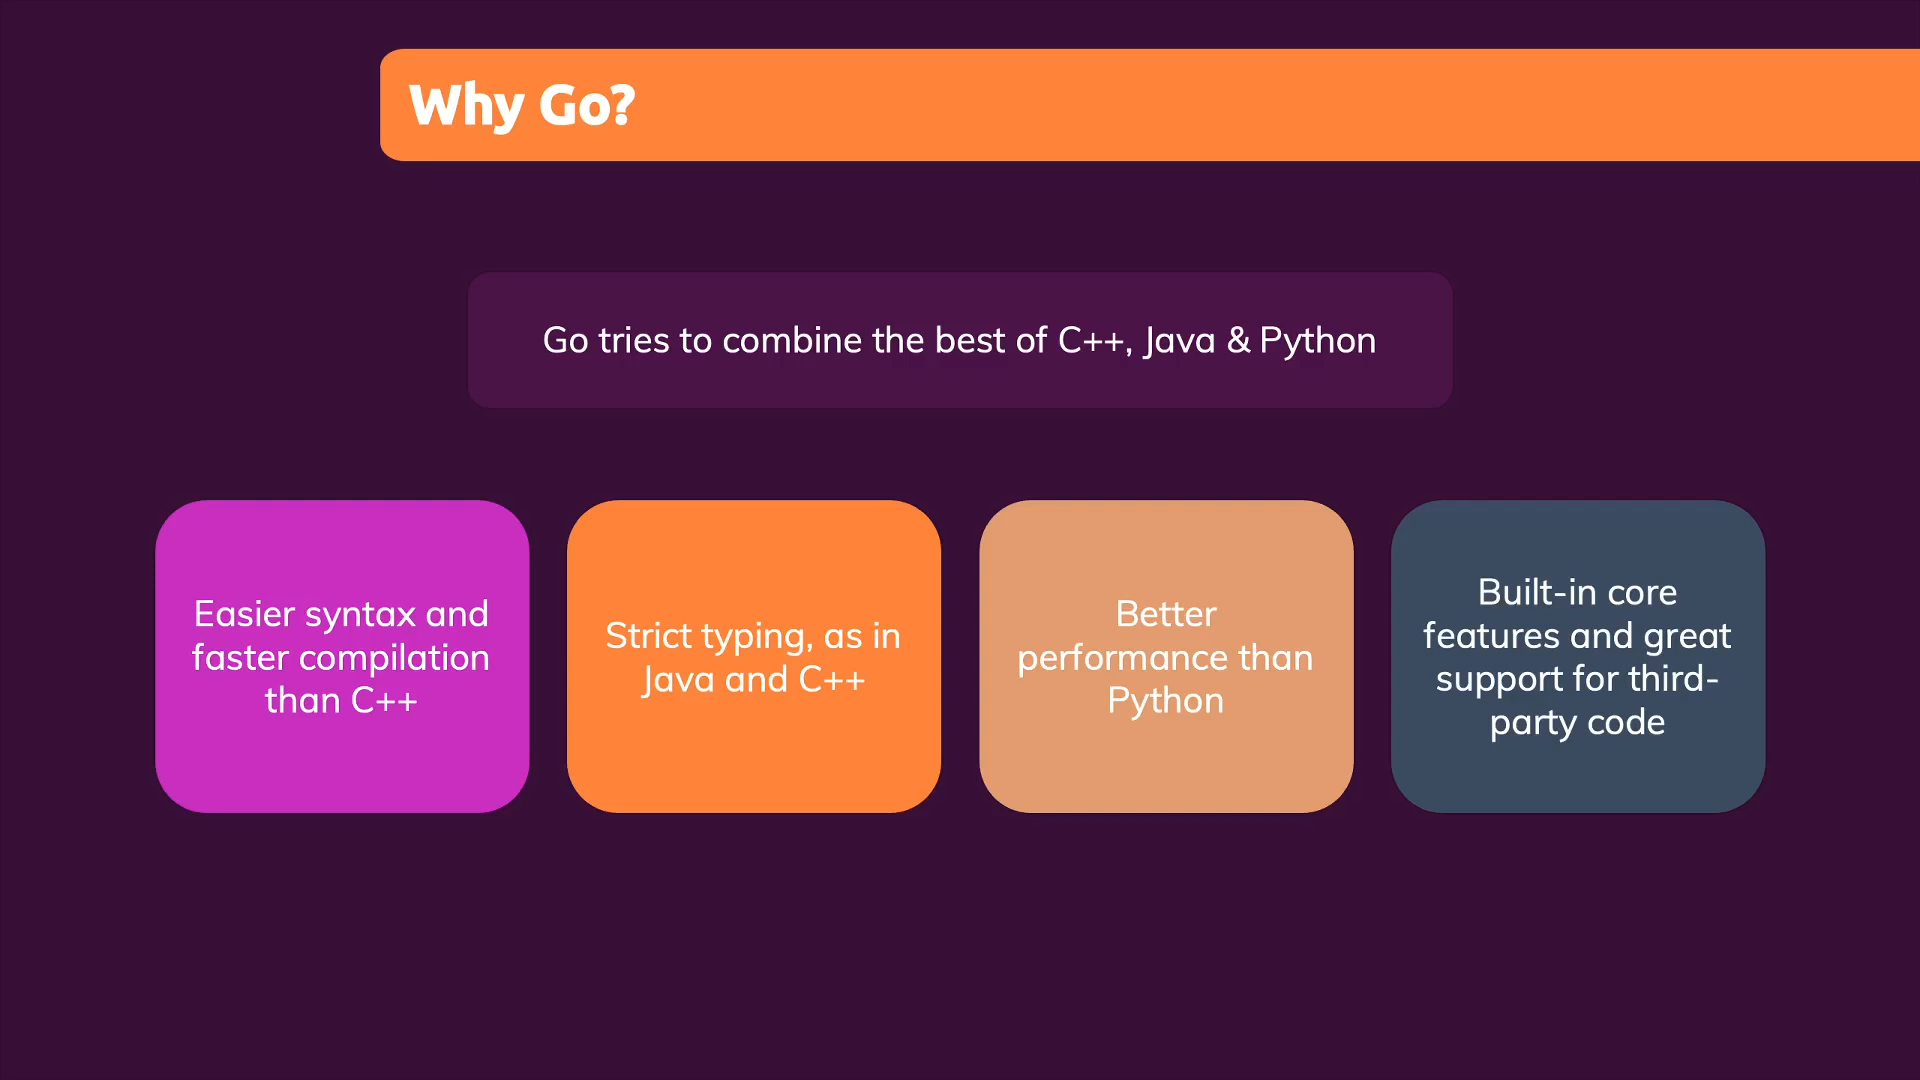 Why Go?
Go tries to combine the best of C++, Java & Python
Easier syntax and
faster compilation
than C++
Strict typing, as in
Java and C++
Better
performance than
Python
Built-in core
features and great
support for third-
party code